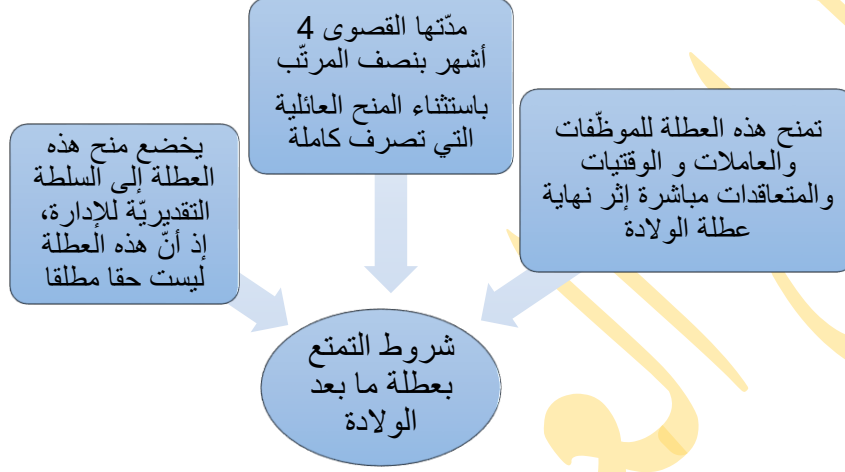 تمنح هذه العطلة للموظّفات
والعاملات و الوقتيات
والمتعاقدات مباشرة إثر نهاية
عطلة الولادة
مدّتها القصوى 4
أشهر بنصف المرتّب
باستثناء المنح العائلية
التي تصرف كاملة
يخضع منح هذه
العطلة إلى السلطة
التقديريّة للإدارة،
إذ أنّ هذه العطلة
ليست حقا مطلقا
شروط التمتع
بعطلة ما بعد
الولادة